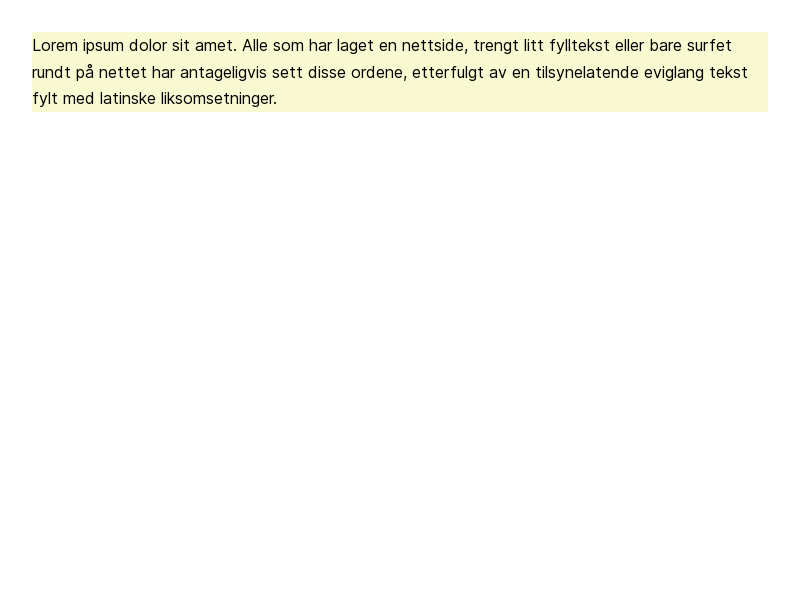 Lorem ipsum dolor sit amet. Alle som har laget en nettside, trengt litt fylltekst eller bare surfet
rundt på nettet har antageligvis sett disse ordene, etterfulgt av en tilsynelatende eviglang tekst
fylt med latinske liksomsetninger.